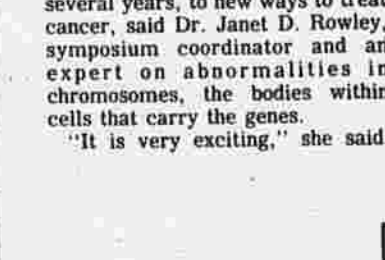 several years, to new ways to treat
cancer, said Dr. Janet D. Rowley,
symposium coordinator and an
expert on abnormalities in
chromosomes, the bodies within
cells that carry the genes.
"It is very exciting," she said